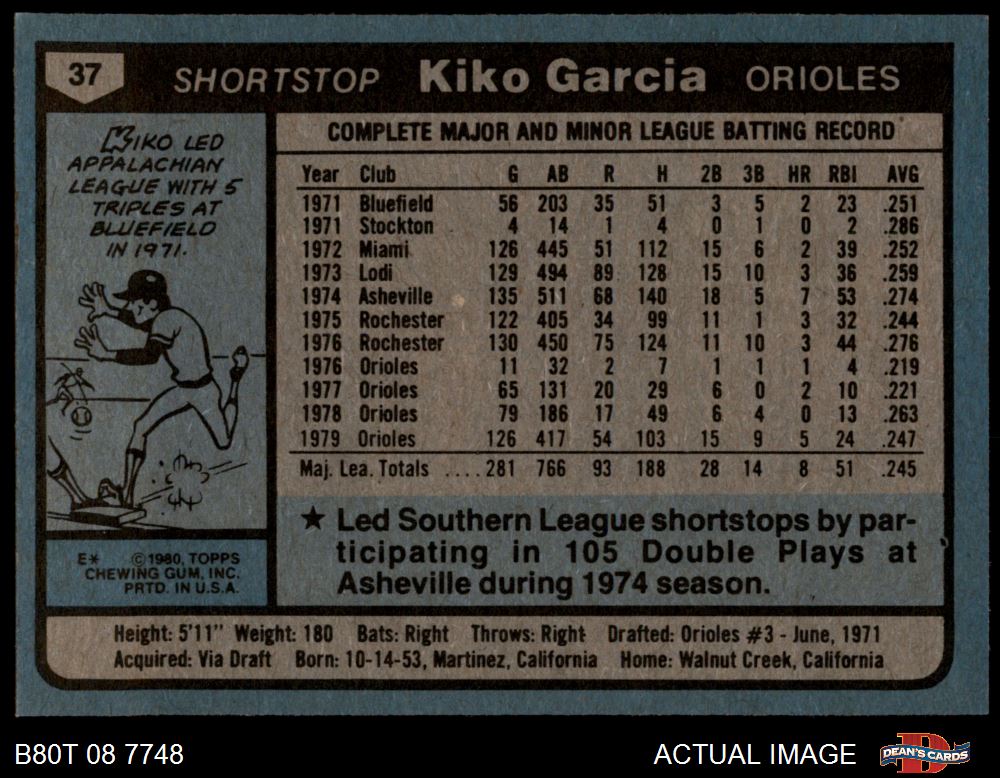 37 SHORTSTOP Kiko Garcia ORIOLES
KIKO LED
APPALACHIAN
LEAGUE WITH 5
TRIPLES AT
BLUEFIELD
IN 1971.
COMPLETE MAJOR AND MINOR LEAGUE BATTING RECORD
Year Club G AB R H 2B 3B HR RBI AVG
1971 Bluefield 56 203 35 51 3 5 2 23 .251
1971 Stockton 4 14 1 4 0 1 0 2 .286
1972 Miami 126 445 51 112 15 6 2 39 .252
1973 Lodi 129 494 89 128 15 10 3 36 .259
1974 Asheville 135 511 68 140 18 5 7 53 .274
1975 Rochester 122 405 34 99 11 1 3 32 .244
1976 Rochester 130 450 75 124 11 10 3 44 .276
1976 Orioles 11 32 2 7 1 1 1 4 .219
1977 Orioles 65 131 20 29 6 0 2 10 .221
1978 Orioles 79 186 17 49 6 4 0 13 .263
1979 Orioles 126 417 54 103 15 9 5 24 .247
Maj. Lea. Totals ....281 766 93 188 28 14 8 51 .245
★ Led Southern League shortstops by par-
ticipating in 105 Double Plays at
Asheville during 1974 season.
E* ©1980, TOPPS
CHEWING GUM, INC.
PRTD. IN U.S.A.
Height: 5'11" Weight: 180 Bats: Right Throws: Right Drafted: Orioles #3 - June, 1971
Acquired: Via Draft Born: 10-14-53, Martinez, California Home: Walnut Creek, California
B80T 08 7748 ACTUAL IMAGE D DEAN'S CARDS